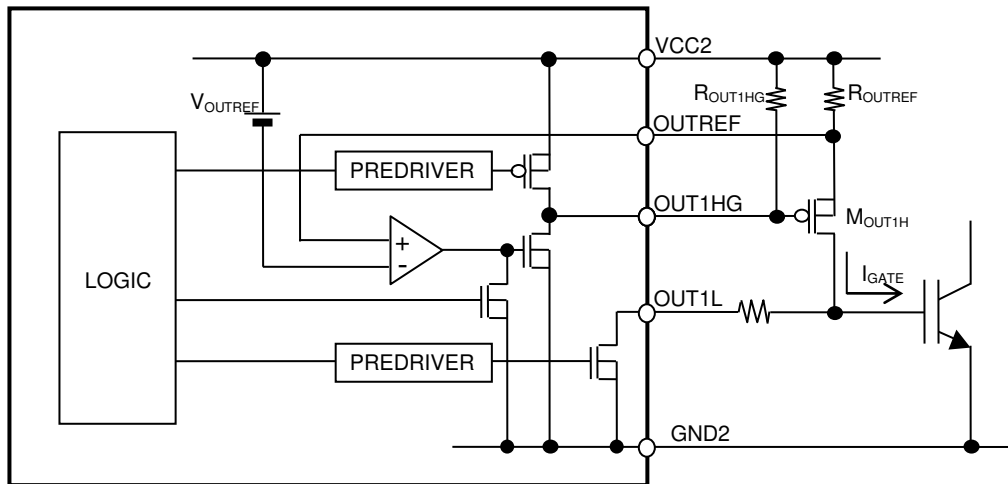 VCC2
VOUTREF
ROUT1HG
ROUTREF
OUTREF
PREDRIVER
OUT1HG
MOUT1H
+
-
LOGIC
IGATE
OUT1L
PREDRIVER
GND2